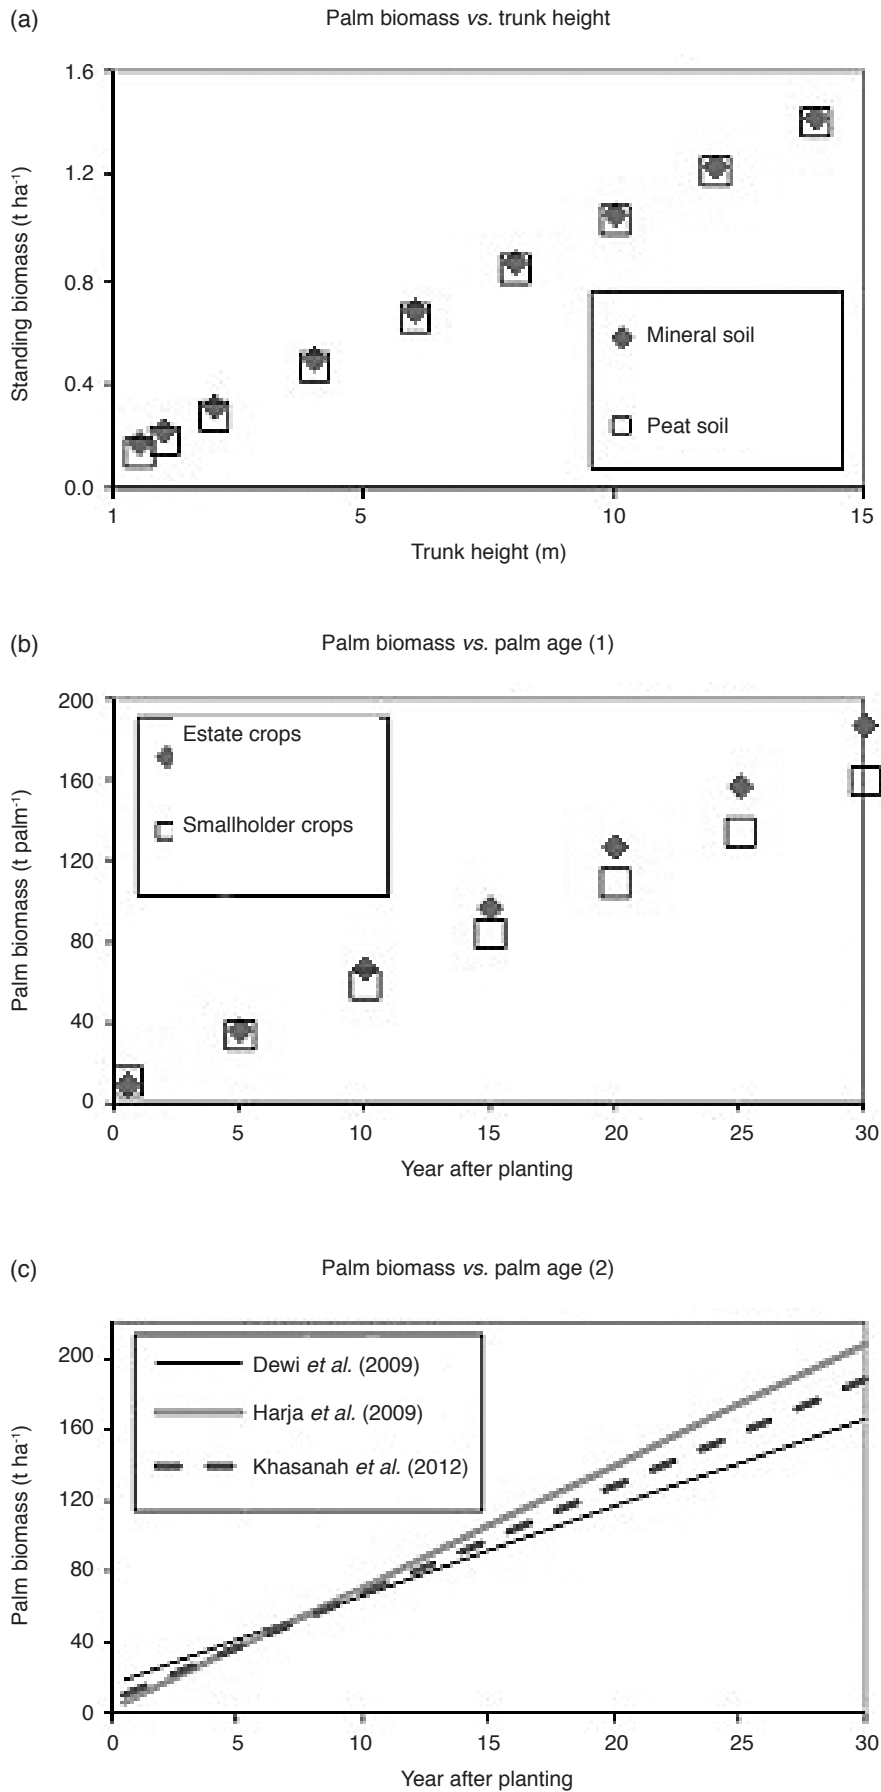 (a)
Palm biomass vs. trunk height
Standing biomass (t ha⁻¹)
1.6
1.2
0.8
0.4
0.0
1
5
10
15
Trunk height (m)
Mineral soil
Peat soil
(b)
Palm biomass vs. palm age (1)
Palm biomass (t palm⁻¹)
200
160
120
80
40
0
0
5
10
15
20
25
30
Year after planting
Estate crops
Smallholder crops
(c)
Palm biomass vs. palm age (2)
Palm biomass (t ha⁻¹)
200
160
120
80
40
0
0
5
10
15
20
25
30
Year after planting
Dewi et al. (2009)
Harja et al. (2009)
Khasanah et al. (2012)